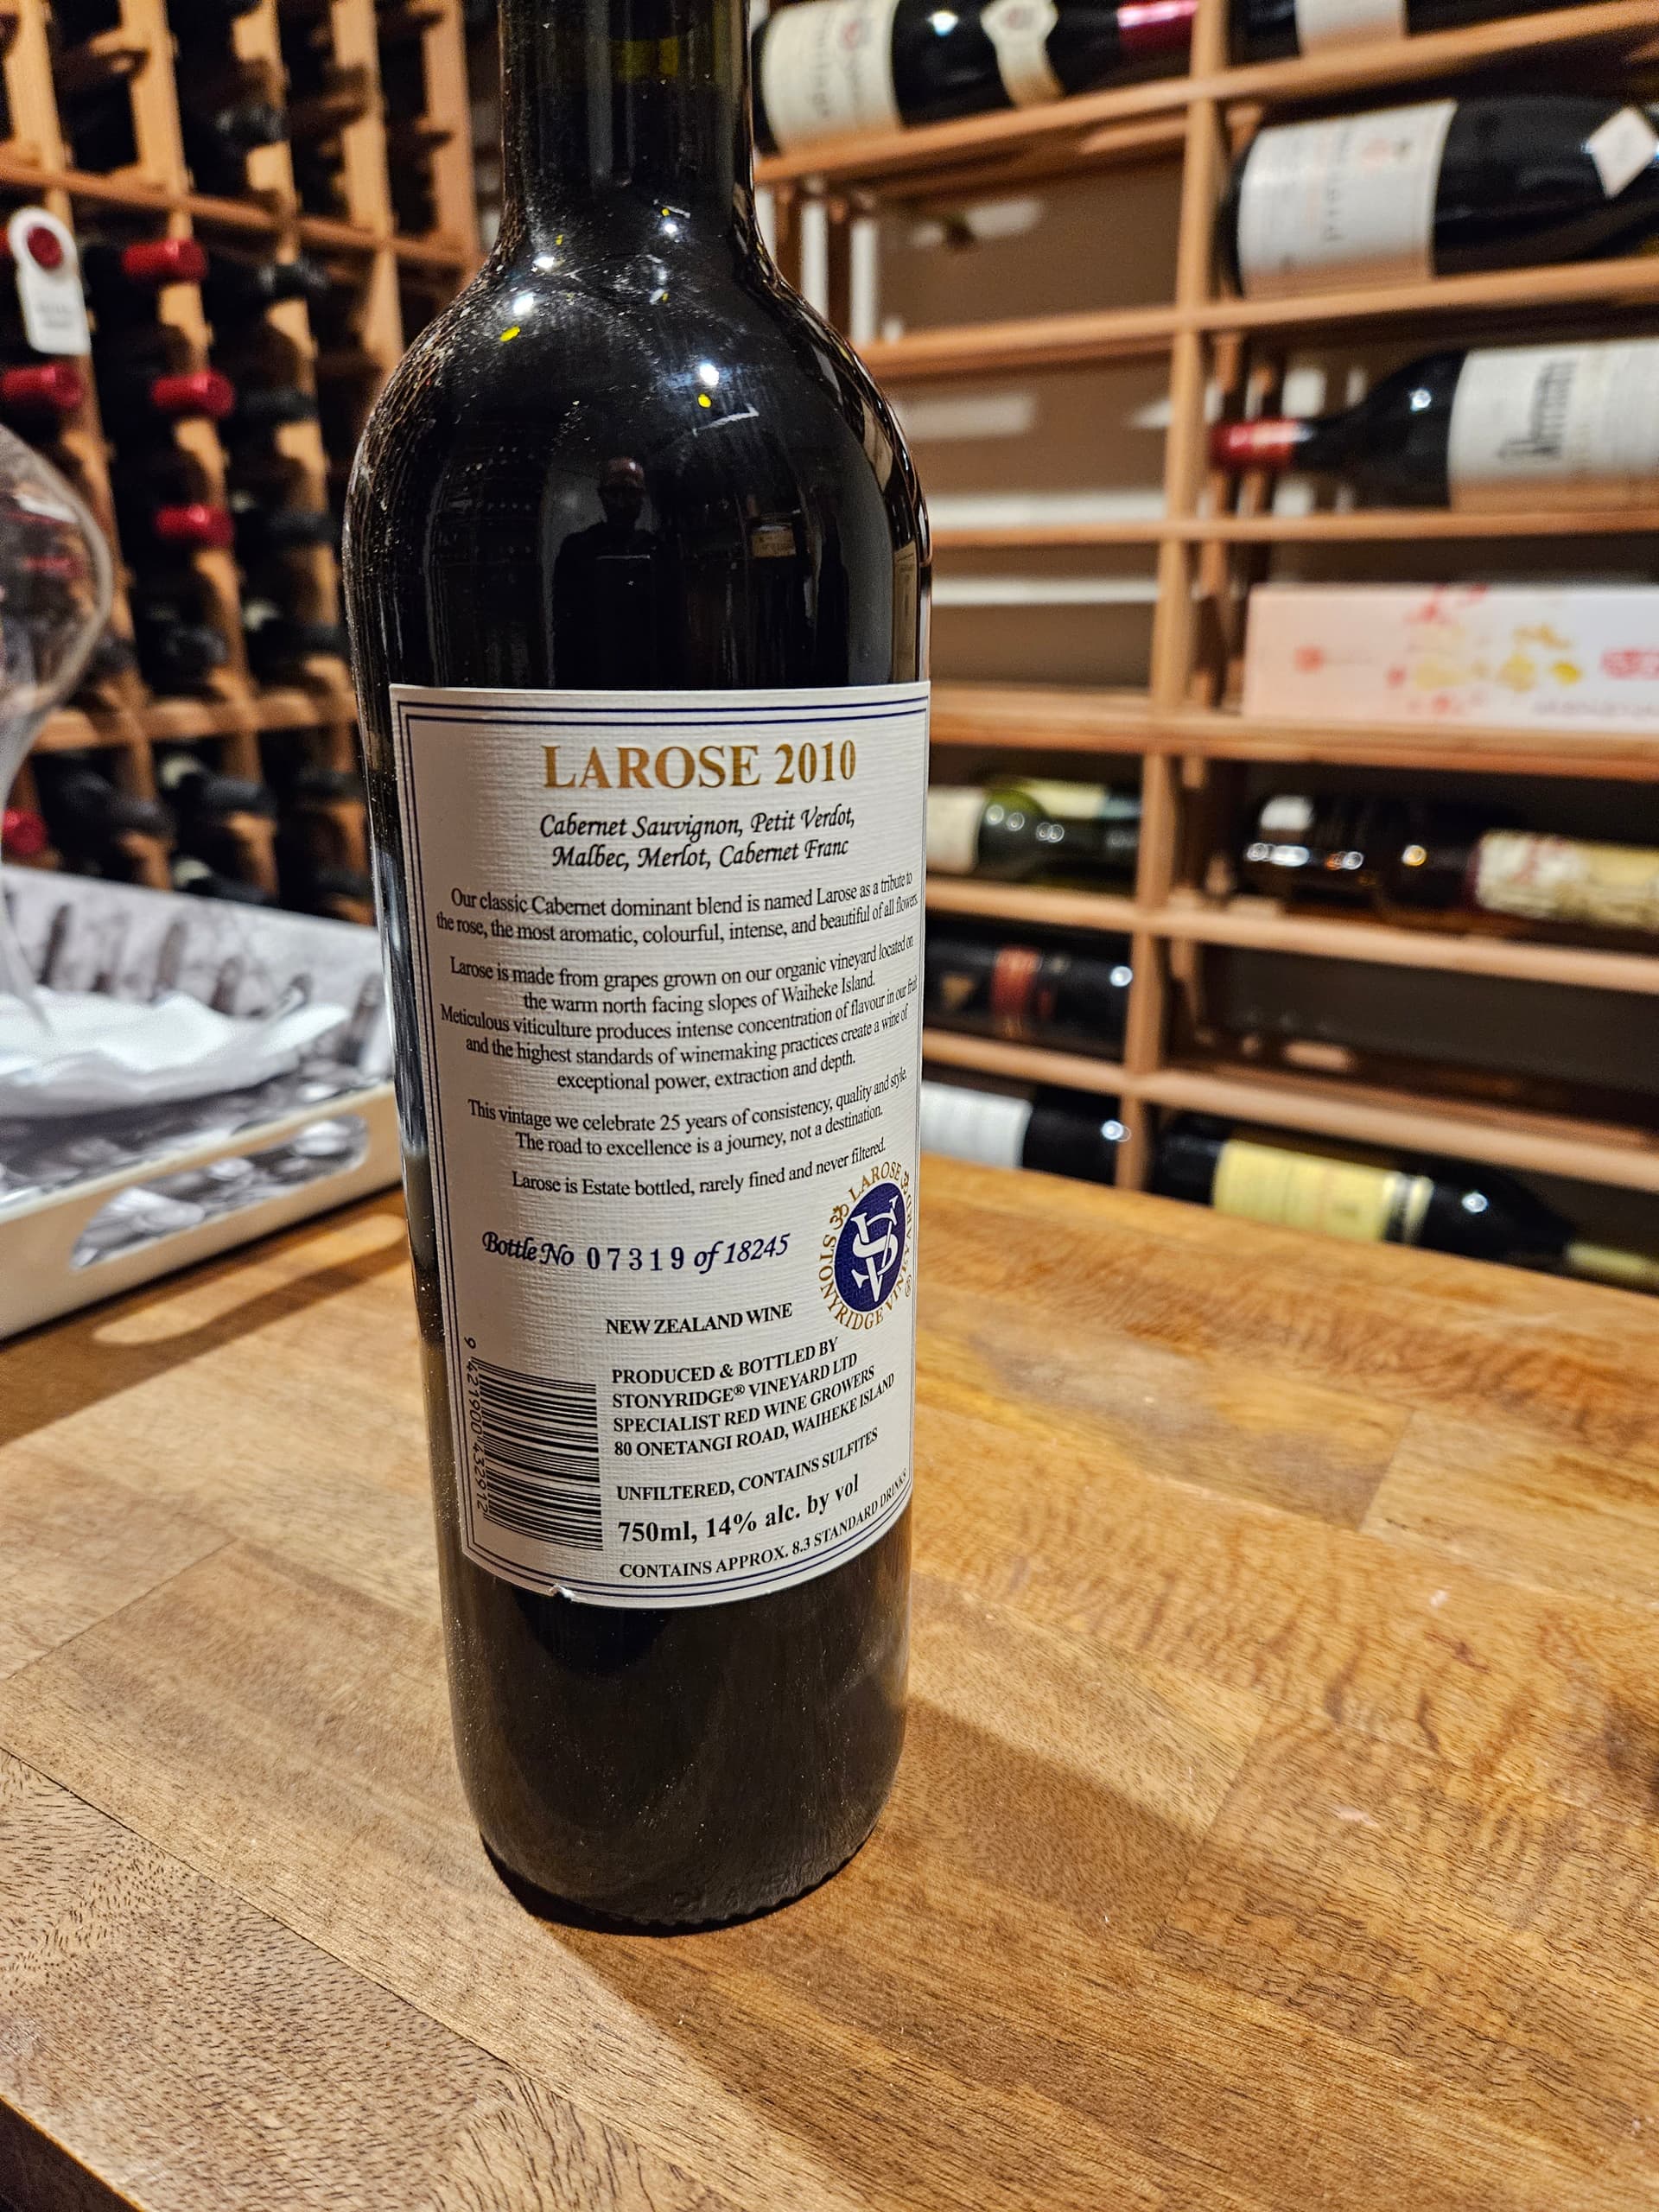 LAROSE 2010
Cabernet Sauvignon, Petit Verdot,
Malbec, Merlot, Cabernet Franc
Our classic Cabernet dominant blend is named Larose as a tribute to
the rose, the most aromatic, colourful, intense, and beautiful of all flowers.
Larose is made from grapes grown on our organic vineyard located on
the warm north facing slopes of Waiheke Island.
Meticulous viticulture produces intense concentration of flavour in our fruit
and the highest standards of winemaking practices create a wine of
exceptional power, extraction and depth.
This vintage we celebrate 25 years of consistency, quality and style.
The road to excellence is a journey, not a destination.
Larose is Estate bottled, rarely fined and never filtered.
Bottle No 07319 of 18245
LAROSE
STONYRIDGE VINEYARD
SV
NEW ZEALAND WINE
PRODUCED & BOTTLED BY
STONYRIDGE® VINEYARD LTD
SPECIALIST RED WINE GROWERS
80 ONETANGI ROAD, WAIHEKE ISLAND
UNFILTERED, CONTAINS SULFITES
750ml, 14% alc. by vol
CONTAINS APPROX. 8.3 STANDARD DRINKS
9 421900 432912